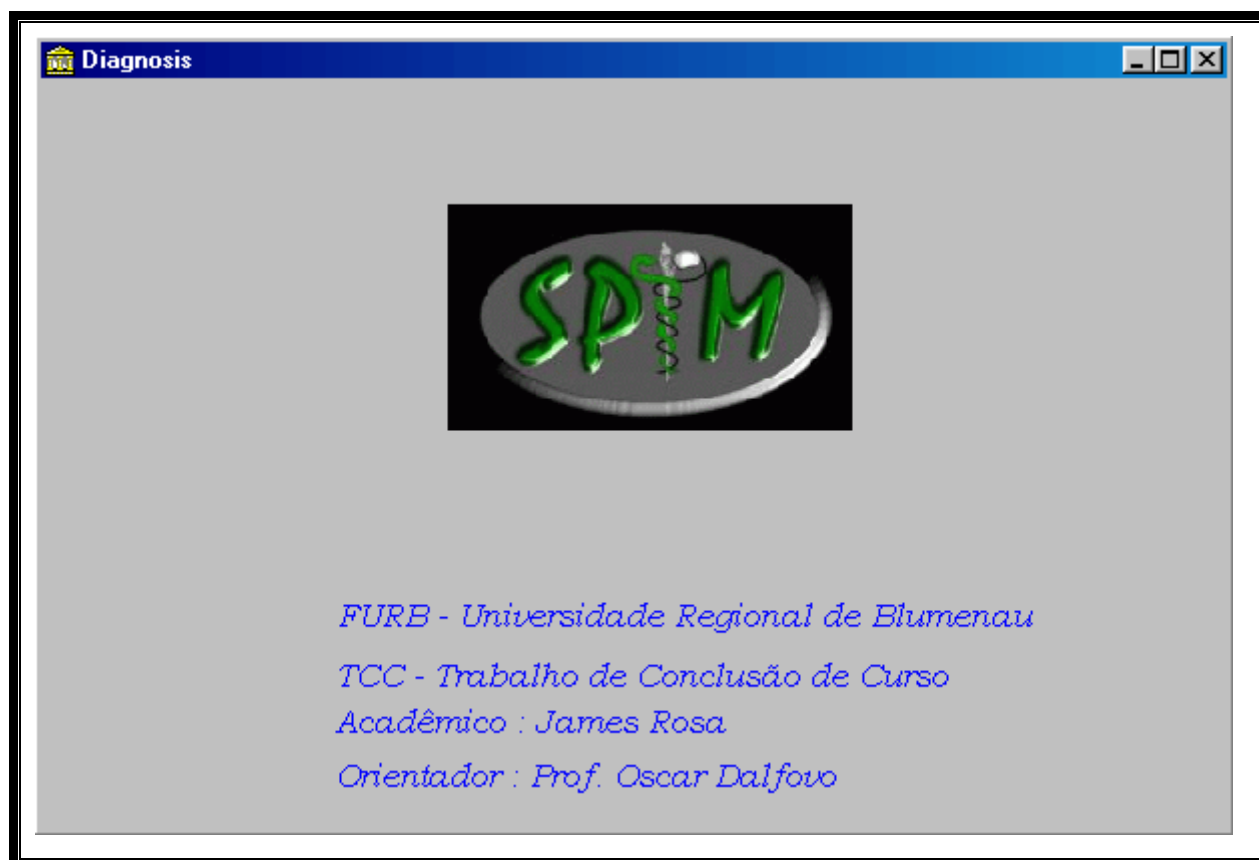 Diagnosis
SPIM
FURB - Universidade Regional de Blumenau
TCC - Trabalho de Conclusão de Curso
Acadêmico : James Rosa
Orientador : Prof. Oscar Dalfovo